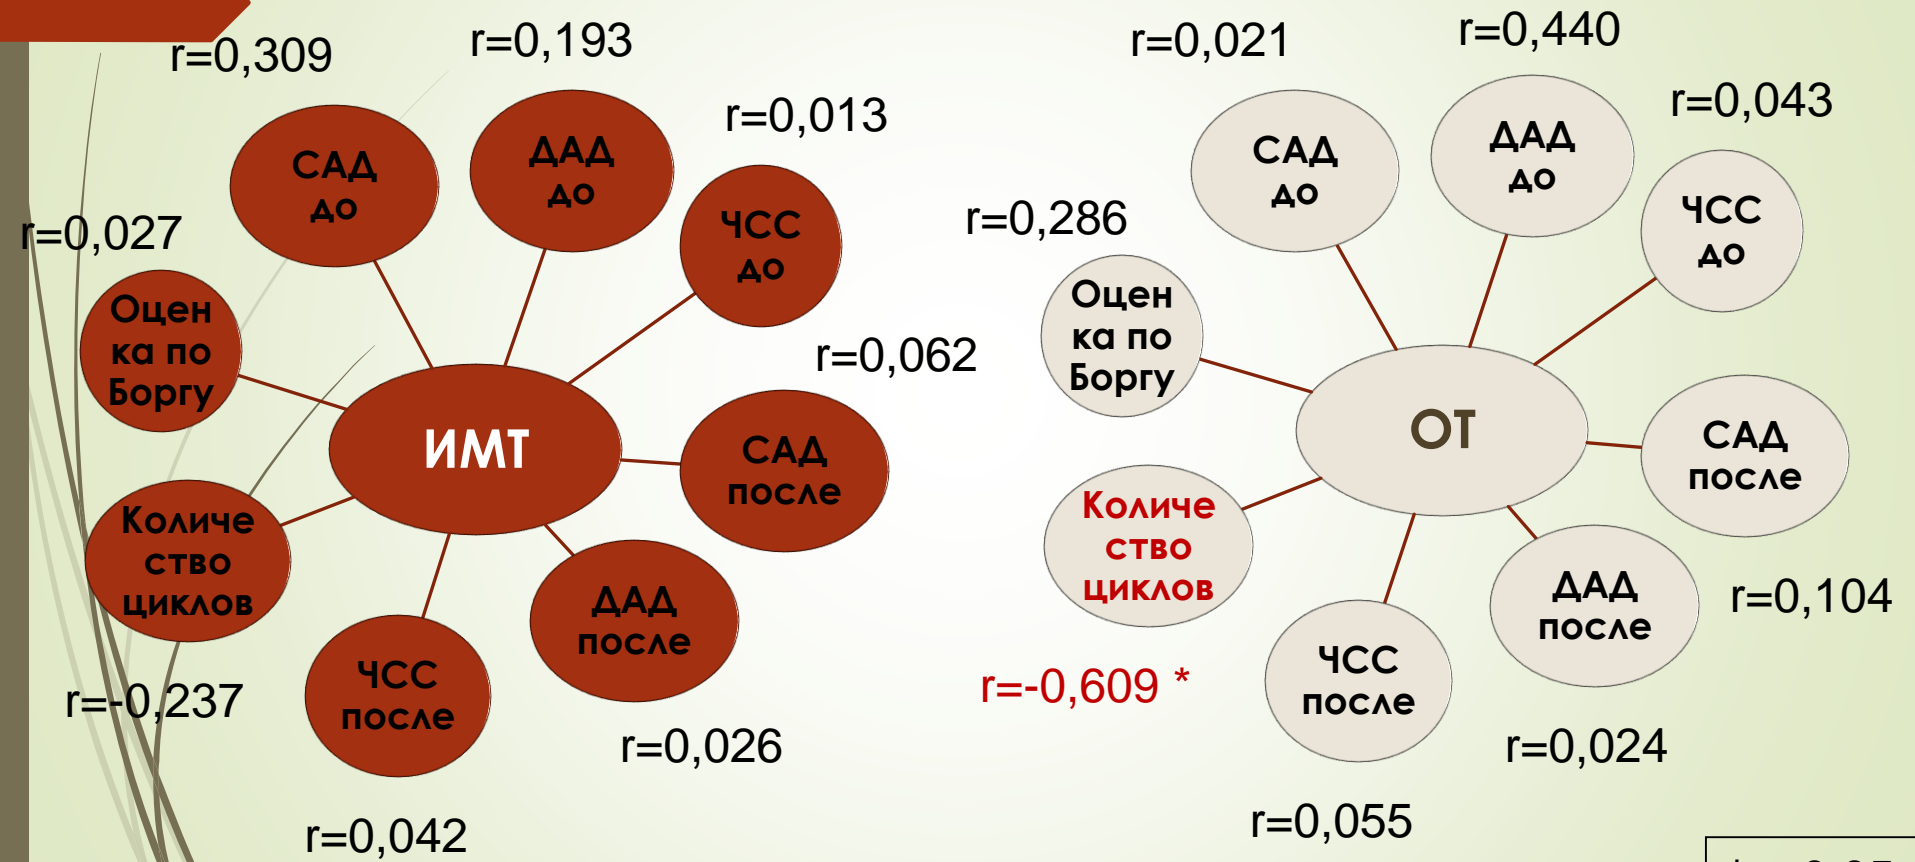 r=0,309
r=0,193
r=0,013
САД
до
ДАД
до
ЧСС
до
r=0,027
Оцен
ка по
Боргу
r=0,062
ИМТ
САД
после
Количе
ство
циклов
ДАД
после
ЧСС
после
r=-0,237
r=0,026
r=0,042
r=0,021
r=0,440
r=0,043
САД
до
ДАД
до
ЧСС
до
r=0,286
Оцен
ка по
Боргу
ОТ
САД
после
Количе
ство
циклов
ДАД
после
r=0,104
ЧСС
после
r=-0,609 *
r=0,024
r=0,055